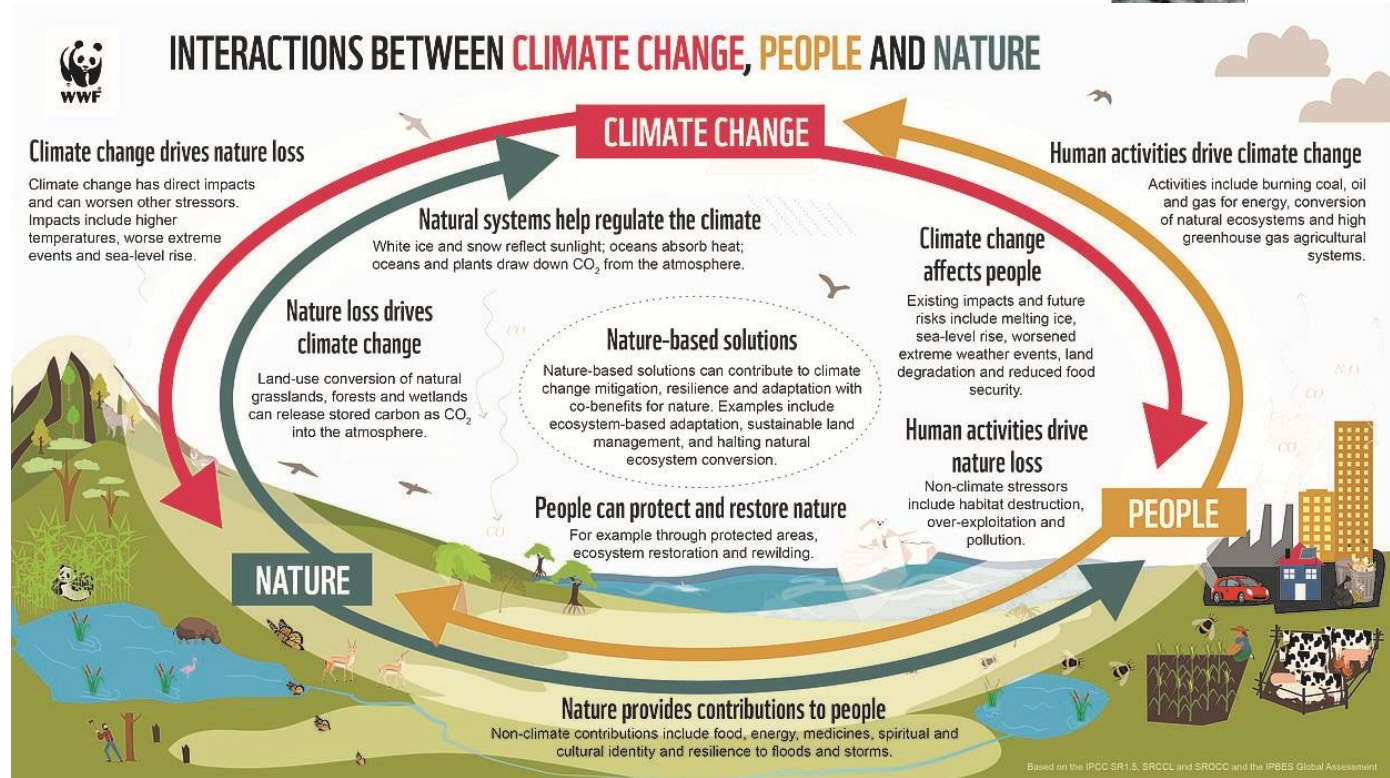 WWF
INTERACTIONS BETWEEN CLIMATE CHANGE, PEOPLE AND NATURE
CLIMATE CHANGE
Climate change drives nature loss
Climate change has direct impacts
and can worsen other stressors.
Impacts include higher
temperatures, worse extreme
events and sea-level rise.
Human activities drive climate change
Activities include burning coal, oil
and gas for energy, conversion
of natural ecosystems and high
greenhouse gas agricultural
systems.
Natural systems help regulate the climate
White ice and snow reflect sunlight; oceans absorb heat;
oceans and plants draw down CO₂ from the atmosphere.
Climate change
affects people
Existing impacts and future
risks include melting ice,
sea-level rise, worsened
extreme weather events, land
degradation and reduced food
security.
Nature loss drives
climate change
Land-use conversion of natural
grasslands, forests and wetlands
can release stored carbon as CO₂
into the atmosphere.
Nature-based solutions
Nature-based solutions can contribute to climate
change mitigation, resilience and adaptation with
co-benefits for nature. Examples include
ecosystem-based adaptation, sustainable land
management, and halting natural
ecosystem conversion.
Human activities drive
nature loss
Non-climate stressors
include habitat destruction,
over-exploitation and
pollution.
People can protect and restore nature
For example through protected areas,
ecosystem restoration and rewilding.
PEOPLE
NATURE
Nature provides contributions to people
Non-climate contributions include food, energy, medicines, spiritual and
cultural identity and resilience to floods and storms.
Based on the IPCC SR1.5, SRCCL and SROCC and the IPBES Global Assessment